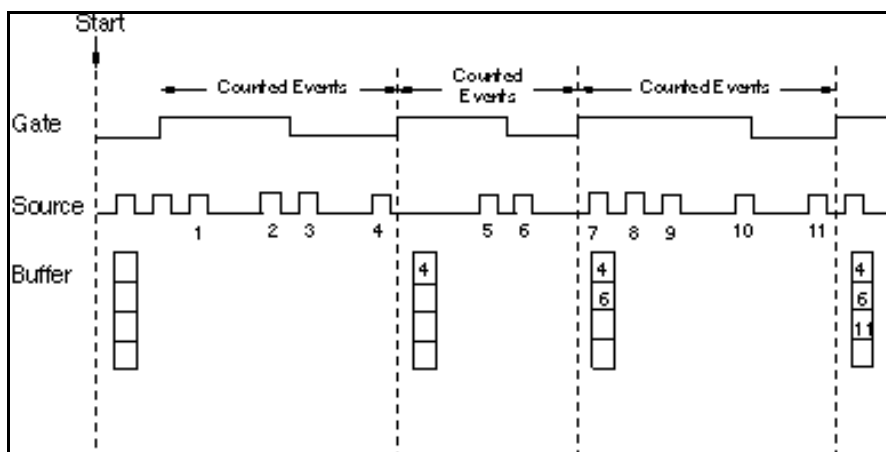 Start
Counted Events
Counted
Events
Counted Events
Gate
Source
1 2 3 4 5 6 7 8 9 10 11
Buffer
4 4 4
6 6
11